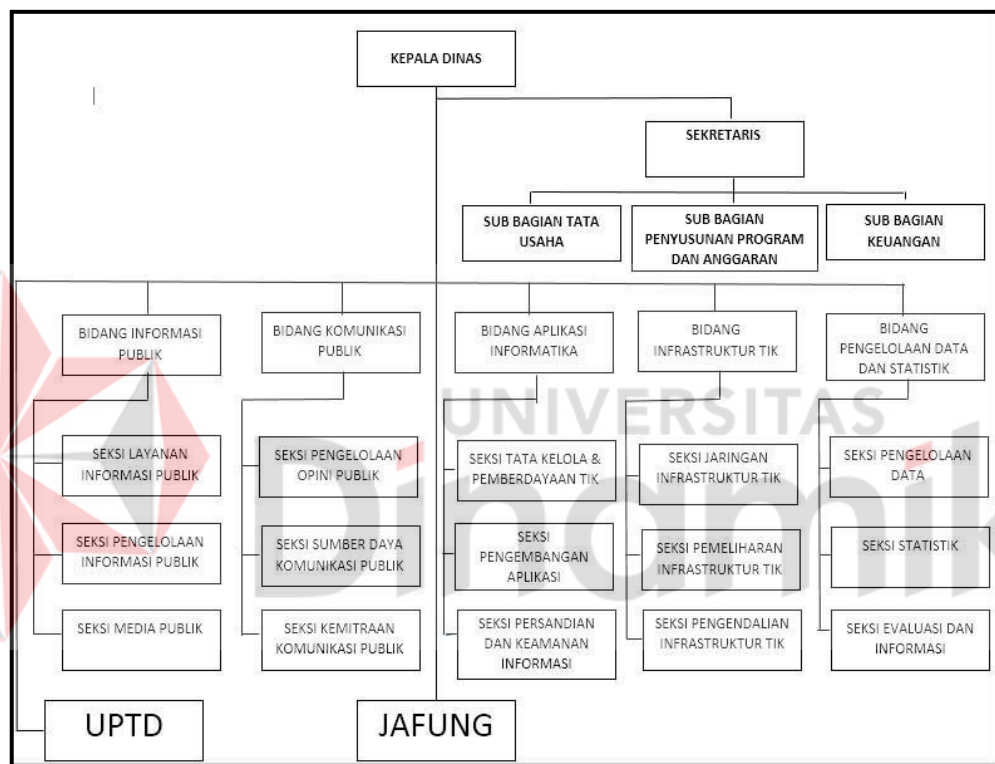 KEPALA DINAS
SEKRETARIS
SUB BAGIAN TATA
USAHA
SUB BAGIAN
PENYUSUNAN PROGRAM
DAN ANGGARAN
SUB BAGIAN
KEUANGAN
BIDANG INFORMASI
PUBLIK
BIDANG KOMUNIKASI
PUBLIK
BIDANG APLIKASI
INFORMATIKA
BIDANG
INFRASTRUKTUR TIK
BIDANG
PENGELOLAAN DATA
DAN STATISTIK
UNIVERSITAS
Dinamik
SEKSI LAYANAN
INFORMASI PUBLIK
SEKSI PENGELOLAAN
OPINI PUBLIK
SEKSI TATA KELOLA &
PEMBERDAYAAN TIK
SEKSI JARINGAN
INFRASTRUKTUR TIK
SEKSI PENGELOLAAN
DATA
SEKSI PENGELOLAAN
INFORMASI PUBLIK
SEKSI SUMBER DAYA
KOMUNIKASI PUBLIK
SEKSI
PENGEMBANGAN
APLIKASI
SEKSI PEMELIHARAN
INFRASTRUKTUR TIK
SEKSI STATISTIK
SEKSI MEDIA PUBLIK
SEKSI KEMITRAAN
KOMUNIKASI PUBLIK
SEKSI PERSANDIAN
DAN KEAMANAN
INFORMASI
SEKSI PENGENDALIAN
INFRASTRUKTUR TIK
SEKSI EVALUASI DAN
INFORMASI
UPTD
JAFUNG